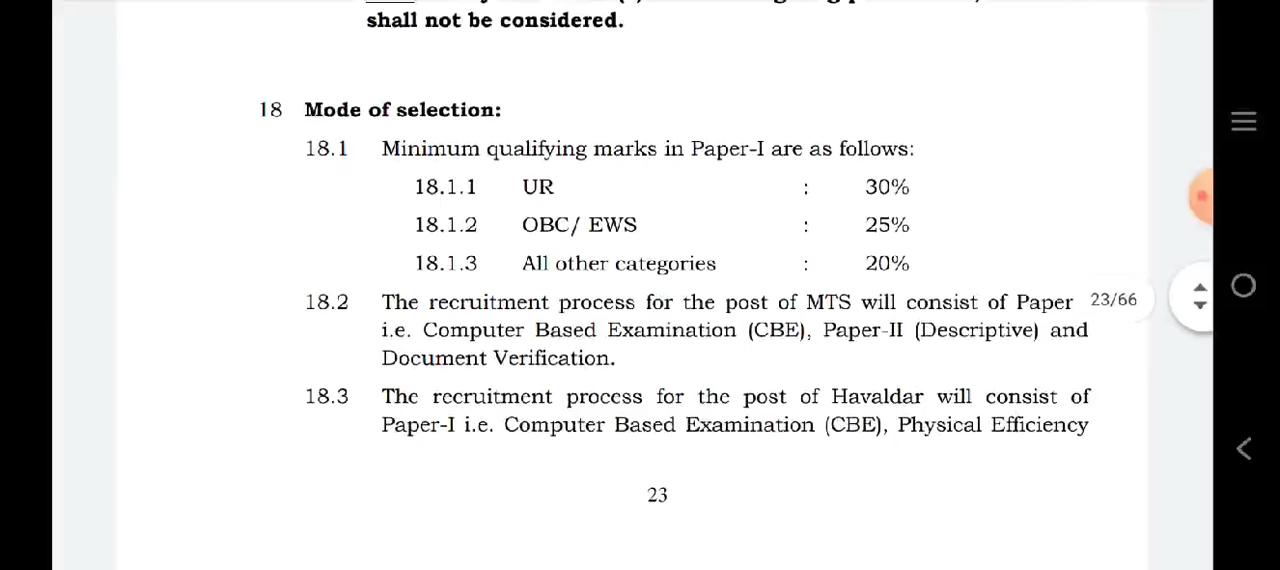 shall not be considered.
18 Mode of selection:
18.1 Minimum qualifying marks in Paper-I are as follows:
18.1.1 UR : 30%
18.1.2 OBC/ EWS : 25%
18.1.3 All other categories : 20%
18.2 The recruitment process for the post of MTS will consist of Paper
23/66
i.e. Computer Based Examination (CBE), Paper-II (Descriptive) and
Document Verification.
18.3 The recruitment process for the post of Havaldar will consist of
Paper-I i.e. Computer Based Examination (CBE), Physical Efficiency
23